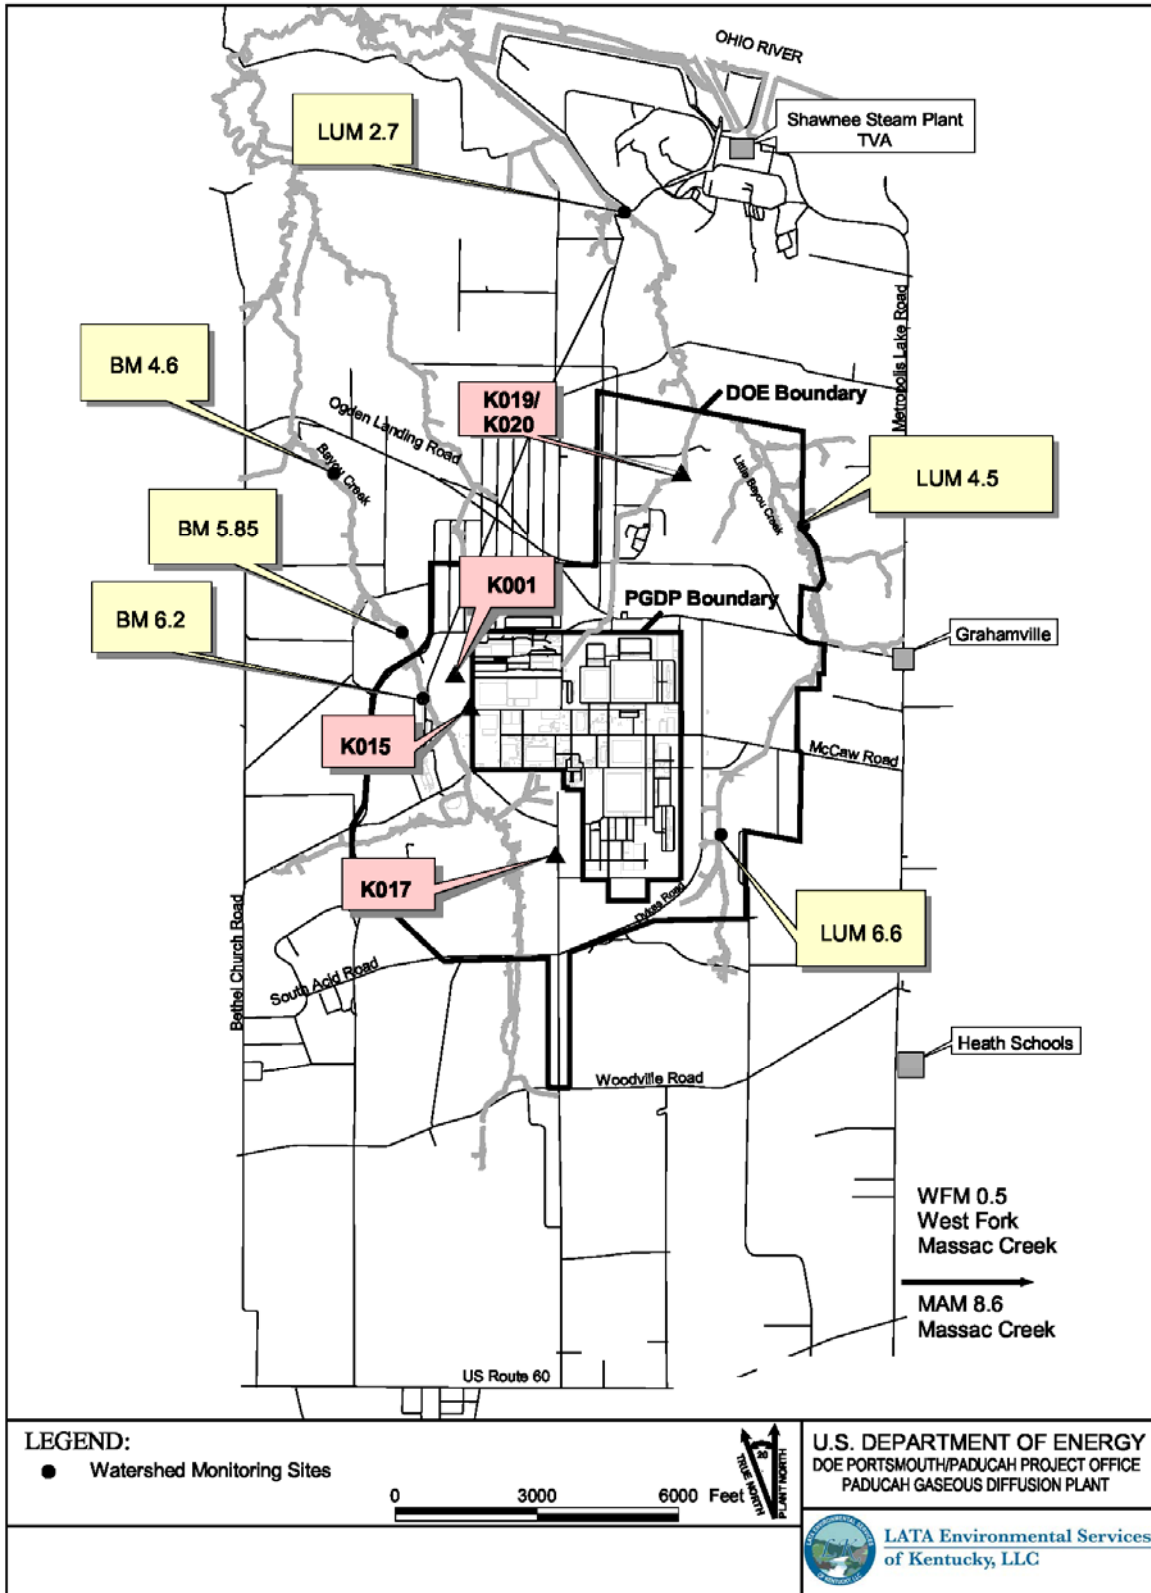 OHIO RIVER
LUM 2.7
Shawnee Steam Plant
TVA
Metropolis Lake Road
BM 4.6
K019/
K020
DOE Boundary
Ogden Landing Road
Bayou Creek
Little Bayou Creek
LUM 4.5
BM 5.85
K001
PGDP Boundary
BM 6.2
Grahamville
K015
McCaw Road
K017
Dykes Road
LUM 6.6
Bethel Church Road
South Acid Road
Heath Schools
Woodville Road
WFM 0.5
West Fork
Massac Creek
MAM 8.6
Massac Creek
US Route 60
LEGEND:
Watershed Monitoring Sites
0 3000 6000 Feet
20
TRUE NORTH
PLANT NORTH
U.S. DEPARTMENT OF ENERGY
DOE PORTSMOUTH/PADUCAH PROJECT OFFICE
PADUCAH GASEOUS DIFFUSION PLANT
LATA Environmental Services
of Kentucky, LLC